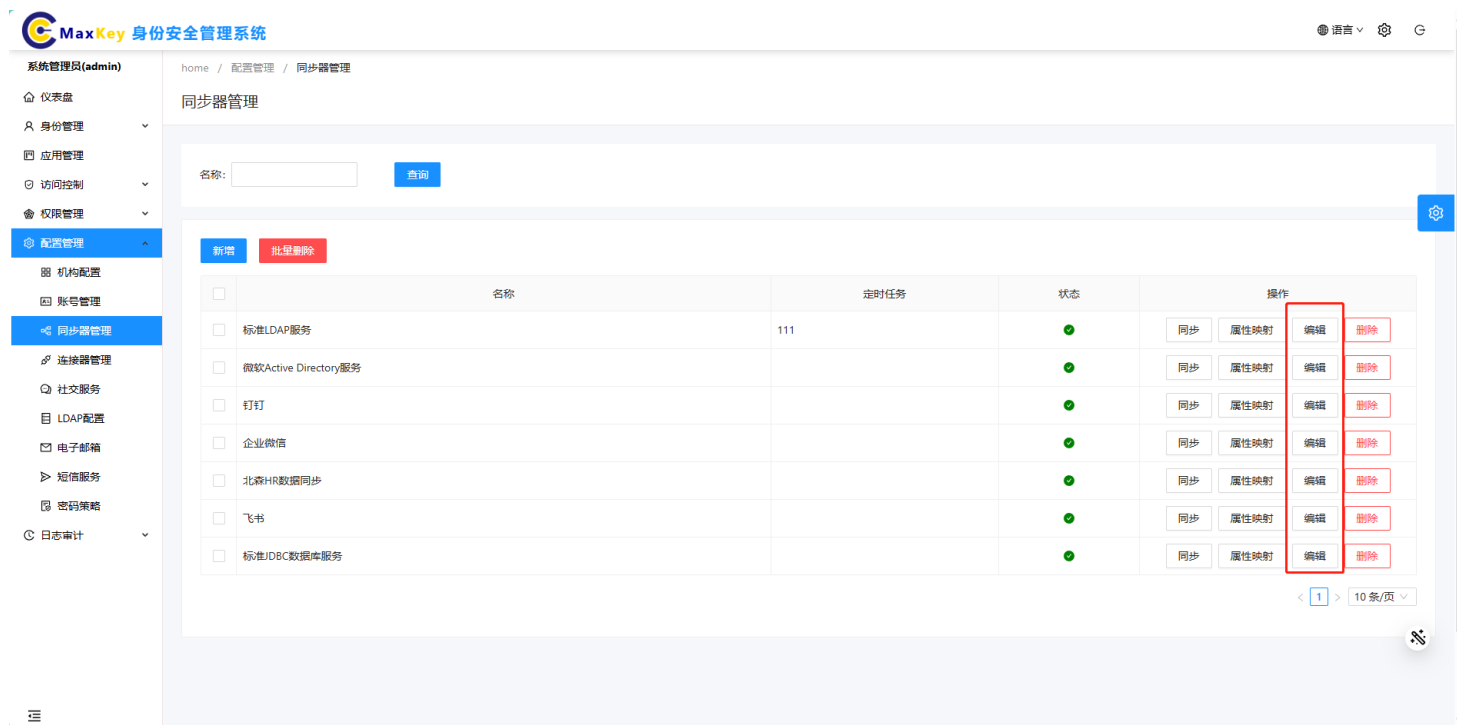 MaxKey 身份安全管理系统 语言
系统管理员(admin)
home / 配置管理 / 同步器管理
同步器管理
仪表盘
身份管理
应用管理
访问控制
权限管理
配置管理
机构配置
账号管理
同步器管理
连接器管理
社交服务
LDAP配置
电子邮箱
短信服务
密码策略
日志审计
名称: 查询
新增 批量删除
名称 定时任务 状态 操作
标准LDAP服务 111 同步 属性映射 编辑 删除
微软Active Directory服务 同步 属性映射 编辑 删除
钉钉 同步 属性映射 编辑 删除
企业微信 同步 属性映射 编辑 删除
北森HR数据同步 同步 属性映射 编辑 删除
飞书 同步 属性映射 编辑 删除
标准JDBC数据库服务 同步 属性映射 编辑 删除
< 1 > 10 条/页